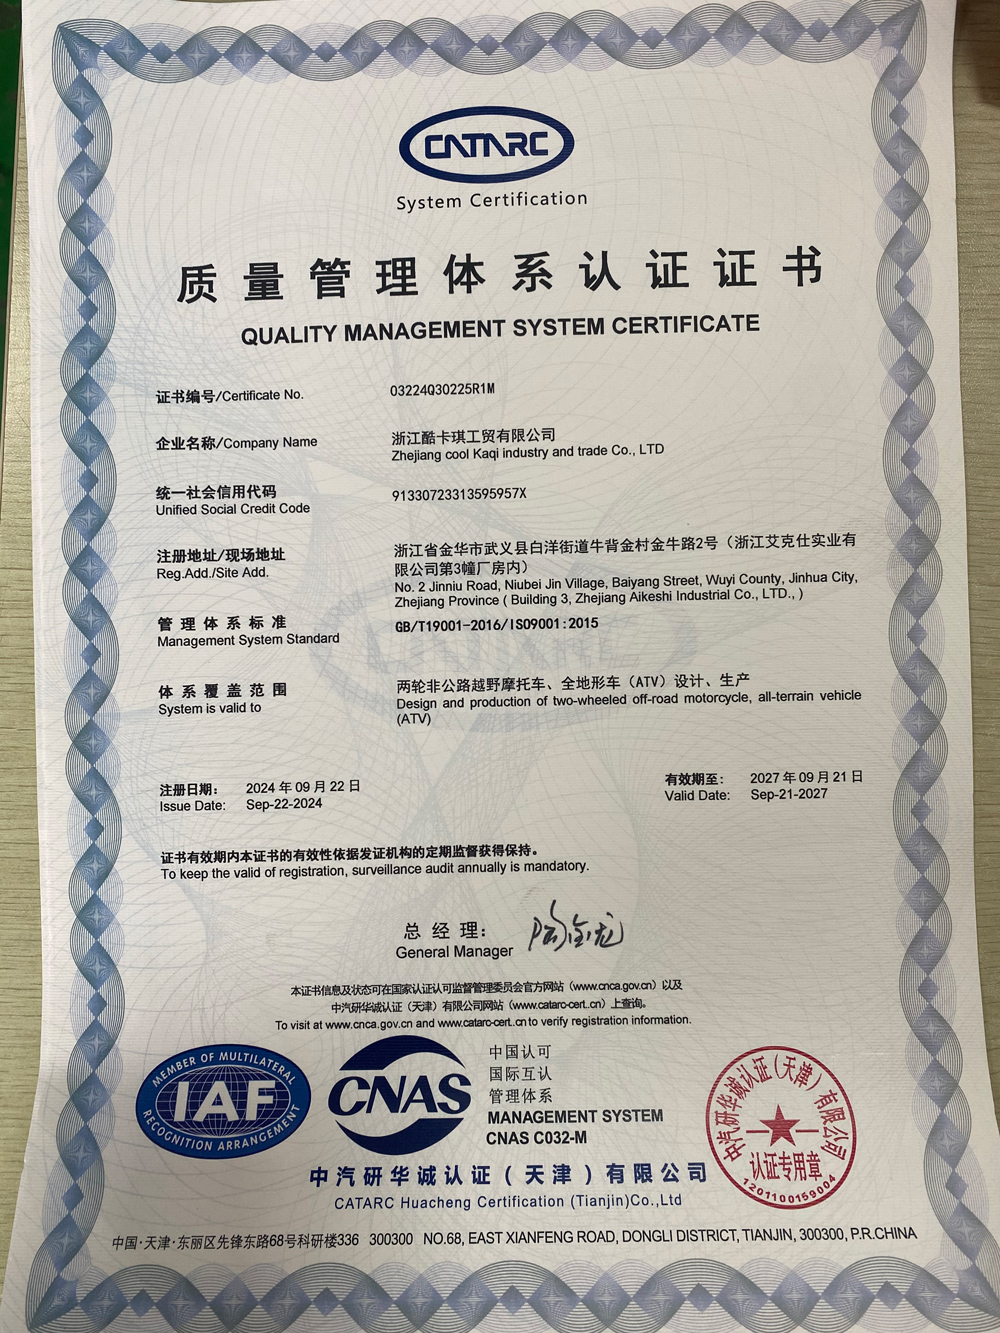 CATARC
System Certification
质量管理体系认证证书
QUALITY MANAGEMENT SYSTEM CERTIFICATE
证书编号/Certificate No.
03224Q30225R1M
企业名称/Company Name
浙江酷卡琪工贸有限公司
Zhejiang cool Kaqi industry and trade Co., LTD
统一社会信用代码
Unified Social Credit Code
91330723313595957X
注册地址/现场地址
Reg.Add./Site Add.
浙江省金华市武义县白洋街道牛背金村金牛路2号（浙江艾克仕实业有
限公司第3幢厂房内）
No. 2 Jinniu Road, Niubei Jin Village, Baiyang Street, Wuyi County, Jinhua City,
Zhejiang Province ( Building 3, Zhejiang Aikeshi Industrial Co., LTD., )
管理体系标准
Management System Standard
GB/T19001-2016/ISO9001:2015
体系覆盖范围
System is valid to
两轮非公路越野摩托车、全地形车（ATV）设计、生产
Design and production of two-wheeled off-road motorcycle, all-terrain vehicle
(ATV)
注册日期： 2024 年 09 月 22 日
Issue Date: Sep-22-2024
有效期至： 2027 年 09 月 21 日
Valid Date: Sep-21-2027
证书有效期内本证书的有效性依据发证机构的定期监督获得保持。
To keep the valid of registration, surveillance audit annually is mandatory.
总经理：
General Manager
本证书信息及状态可在国家认证认可监督管理委员会官方网站（www.cnca.gov.cn）以及
中汽研华诚认证（天津）有限公司网站（www.catarc-cert.cn）上查询。
To visit at www.cnca.gov.cn and www.catarc-cert.cn to verify registration information.
MEMBER OF MULTILATERAL
IAF
RECOGNITION ARRANGEMENT
CNAS
中国认可
国际互认
管理体系
MANAGEMENT SYSTEM
CNAS C032-M
中汽研华诚认证（天津）有限公司
认证专用章
1201100159004
中汽研华诚认证（天津）有限公司
CATARC Huacheng Certification (Tianjin)Co.,Ltd
中国·天津·东丽区先锋东路68号科研楼336 300300 NO.68, EAST XIANFENG ROAD, DONGLI DISTRICT, TIANJIN, 300300, P.R.CHINA